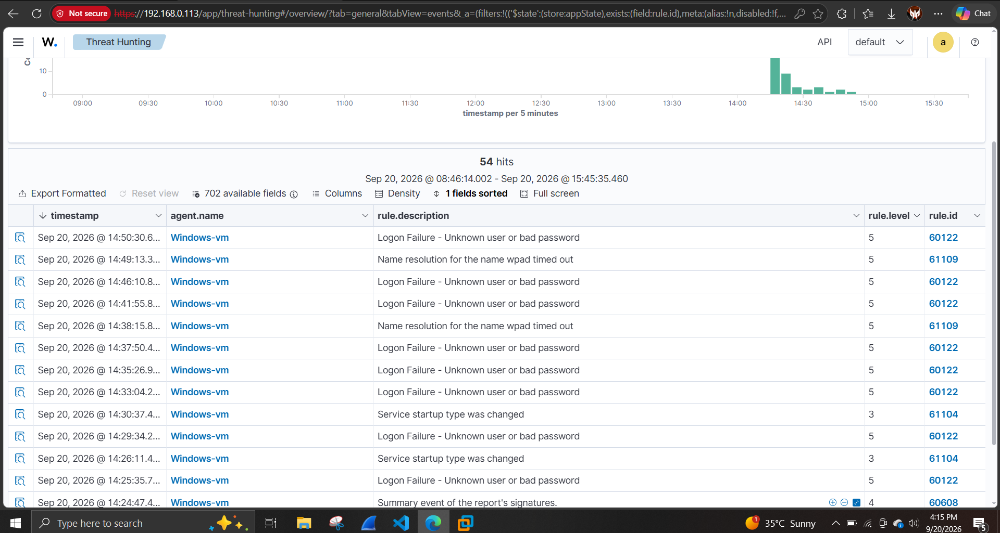 Not secure https://192.168.0.113/app/threat-hunting#/overview/?tab=general&tabView=events&_a=(filters:!(('$state':(store:appState),exists:(field:rule.id),meta:(alias:!n,disabled:!f,... Chat
W. Threat Hunting API default a
10
0
09:00 09:30 10:00 10:30 11:00 11:30 12:00 12:30 13:00 13:30 14:00 14:30 15:00 15:30
timestamp per 5 minutes
54 hits
Sep 20, 2026 @ 08:46:14.002 - Sep 20, 2026 @ 15:45:35.460
Export Formatted Reset view 702 available fields Columns Density 1 fields sorted Full screen
timestamp agent.name rule.description rule.level rule.id
Sep 20, 2026 @ 14:50:30.6... Windows-vm Logon Failure - Unknown user or bad password 5 60122
Sep 20, 2026 @ 14:49:13.3... Windows-vm Name resolution for the name wpad timed out 5 61109
Sep 20, 2026 @ 14:46:10.8... Windows-vm Logon Failure - Unknown user or bad password 5 60122
Sep 20, 2026 @ 14:41:55.8... Windows-vm Logon Failure - Unknown user or bad password 5 60122
Sep 20, 2026 @ 14:38:15.8... Windows-vm Name resolution for the name wpad timed out 5 61109
Sep 20, 2026 @ 14:37:50.4... Windows-vm Logon Failure - Unknown user or bad password 5 60122
Sep 20, 2026 @ 14:35:26.9... Windows-vm Logon Failure - Unknown user or bad password 5 60122
Sep 20, 2026 @ 14:33:04.2... Windows-vm Logon Failure - Unknown user or bad password 5 60122
Sep 20, 2026 @ 14:30:37.4... Windows-vm Service startup type was changed 3 61104
Sep 20, 2026 @ 14:29:34.2... Windows-vm Logon Failure - Unknown user or bad password 5 60122
Sep 20, 2026 @ 14:26:11.4... Windows-vm Service startup type was changed 3 61104
Sep 20, 2026 @ 14:25:35.7... Windows-vm Logon Failure - Unknown user or bad password 5 60122
Sep 20, 2026 @ 14:24:47.4... Windows-vm Summary event of the report's signatures. 4 60608
Type here to search 1 35°C Sunny 4:15 PM 5
9/20/2026